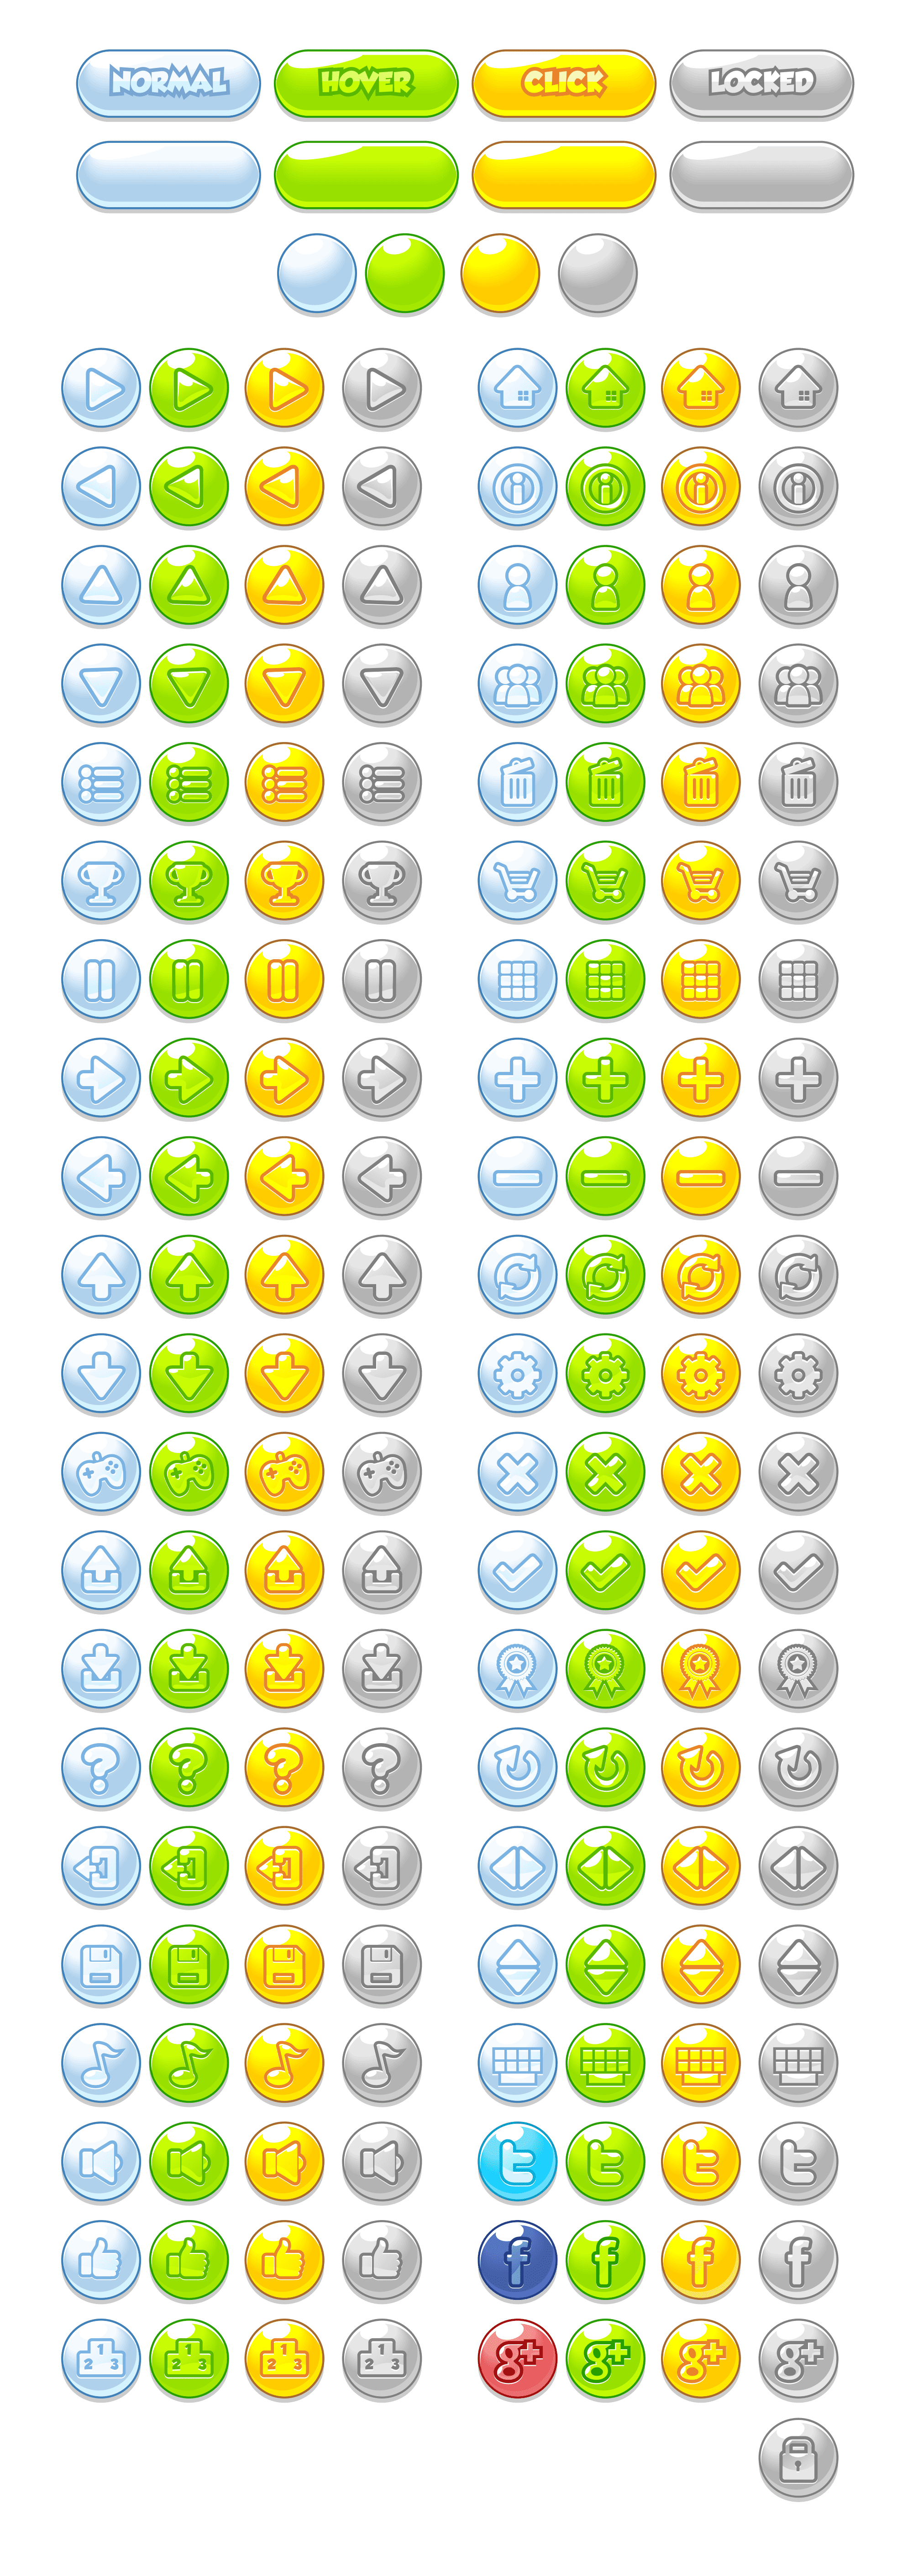 NORMAL HOVER CLICK LOCKED
i i i i
t t t t
f f f f
1 1 1 1
2 3 2 3 2 3 2 3
g+ g+ g+ g+